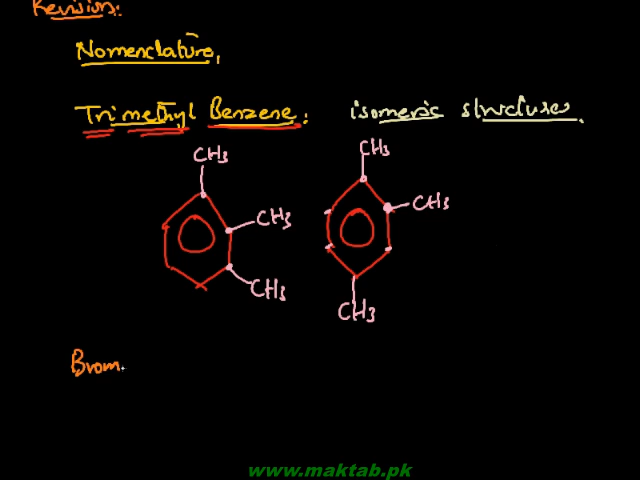 Revision:
Nomenclature,
Trimethyl Benzene: isomeric structures
CH3 CH3
CH3 CH3
CH3 CH3
Brom.
www.maktab.pk